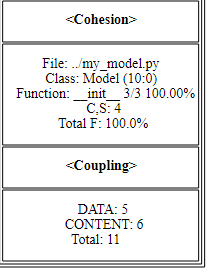 <Cohesion>
File: ../my_model.py
Class: Model (10:0)
Function: __init__ 3/3 100.00%
C,S: 4
Total F: 100.0%
<Coupling>
DATA: 5
CONTENT: 6
Total: 11